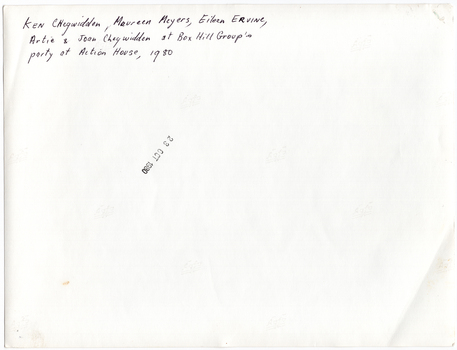 KEN Chegwidden, Maureen Meyers, Eileen ERVINE,
Artie & Joan Chegwidden at Box Hill Group's
party at Action House, 1980
23 OCT 1980